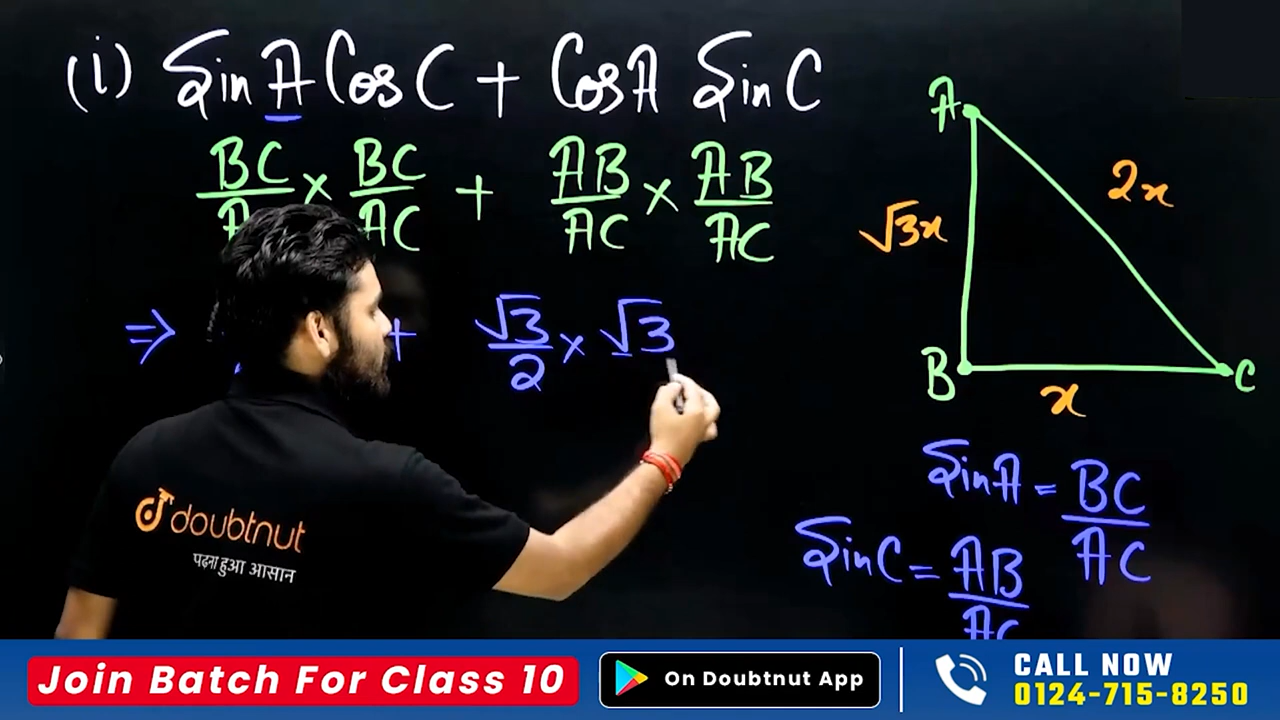 (i) Sin A Cos C + Cos A Sin C
BC/ × BC/AC + AB/AC × AB/AC
⇒ + √3/2 × √3
A
2x
√3x
B
x
C
Sin A = BC/AC
Sin C = AB/AC
doubtnut
पढ़ना हुआ आसान
Join Batch For Class 10
On Doubtnut App
CALL NOW
0124-715-8250